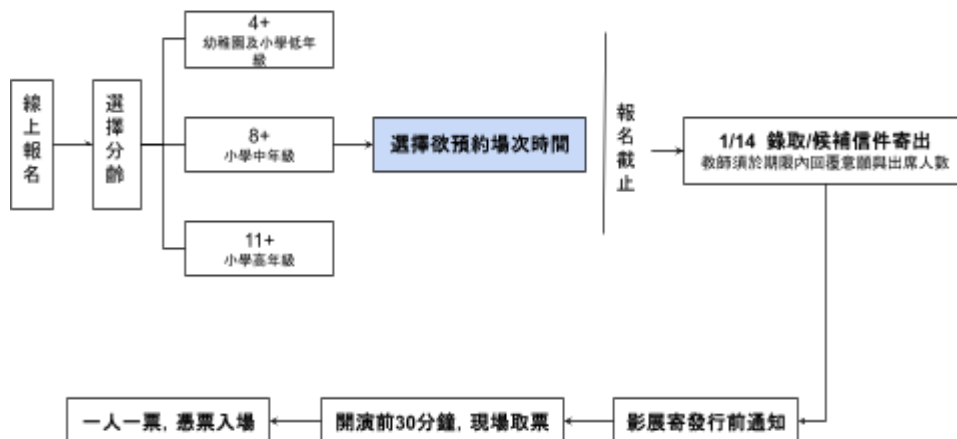 線上報名
選擇分齡
4+
幼稚園及小學低年
級
8+
小學中年級
11+
小學高年級
選擇欲預約場次時間
報名截止
1/14 錄取/候補信件寄出
教師須於期限內回覆意願與出席人數
影展寄發行前通知
開演前30分鐘, 現場取票
一人一票, 憑票入場